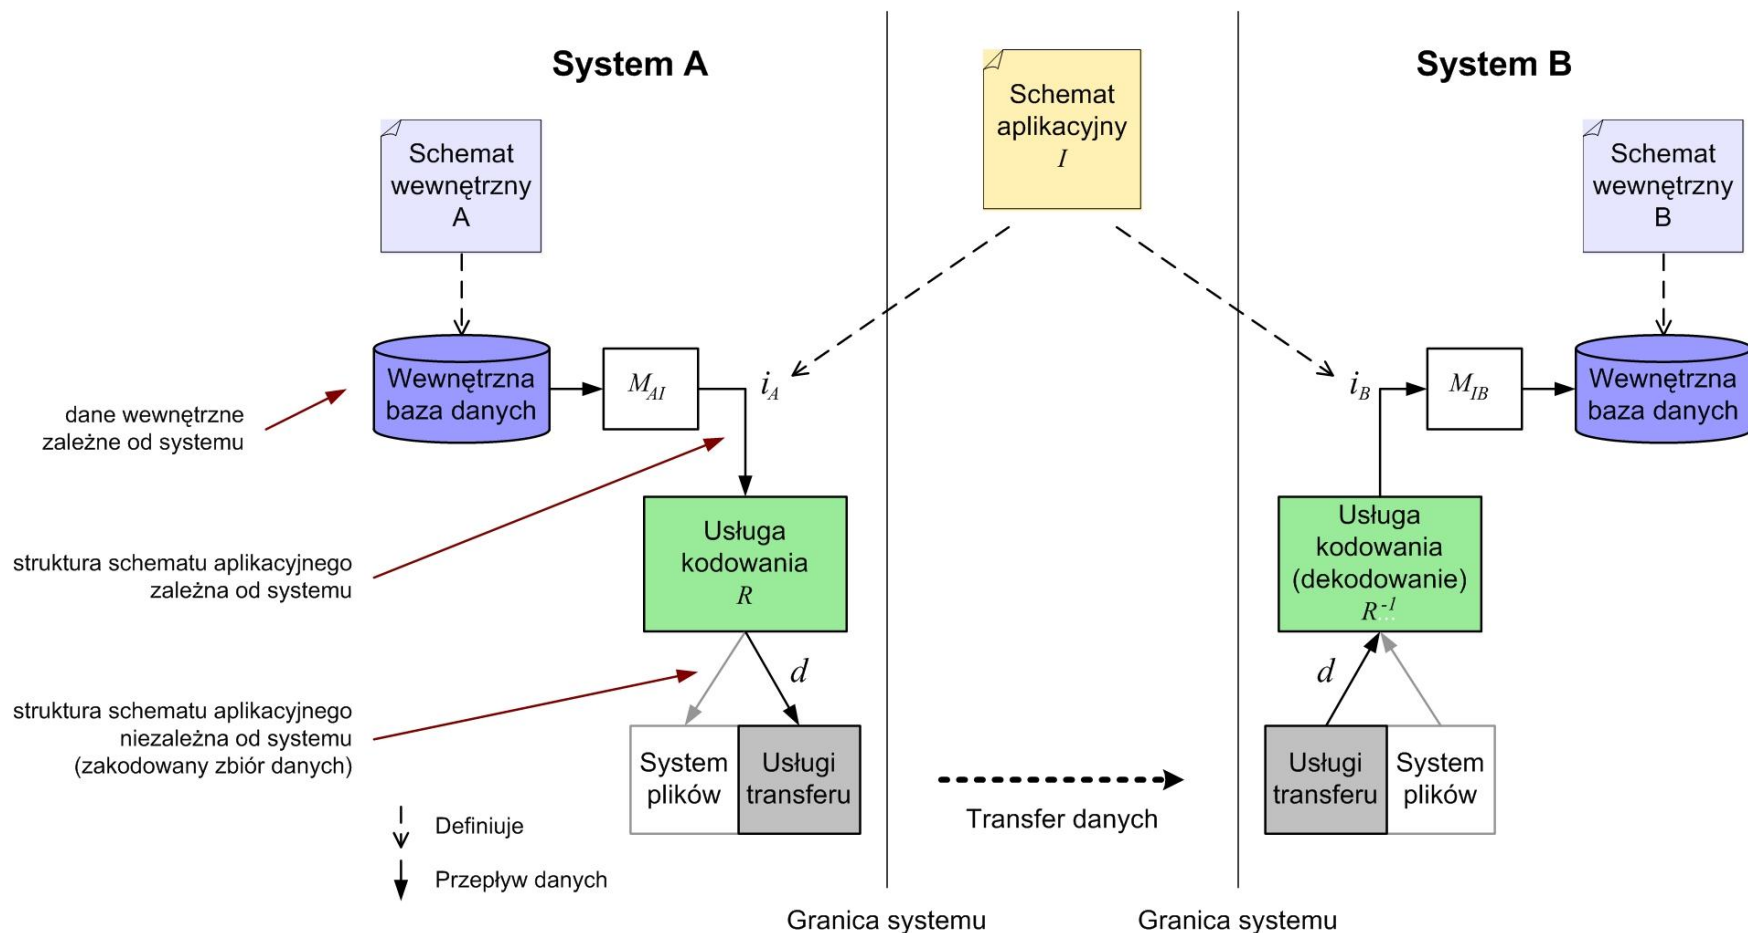 System A
System B
Schemat
aplikacyjny
I
Schemat
wewnętrzny
A
Schemat
wewnętrzny
B
Wewnętrzna
baza danych
M_AI
i_A
i_B
M_IB
Wewnętrzna
baza danych
dane wewnętrzne
zależne od systemu
Usługa
kodowania
R
Usługa
kodowania
(dekodowanie)
R^-1
struktura schematu aplikacyjnego
zależna od systemu
d
d
struktura schematu aplikacyjnego
niezależna od systemu
(zakodowany zbiór danych)
System
plików
Usługi
transferu
Transfer danych
Usługi
transferu
System
plików
Definiuje
Przepływ danych
Granica systemu
Granica systemu